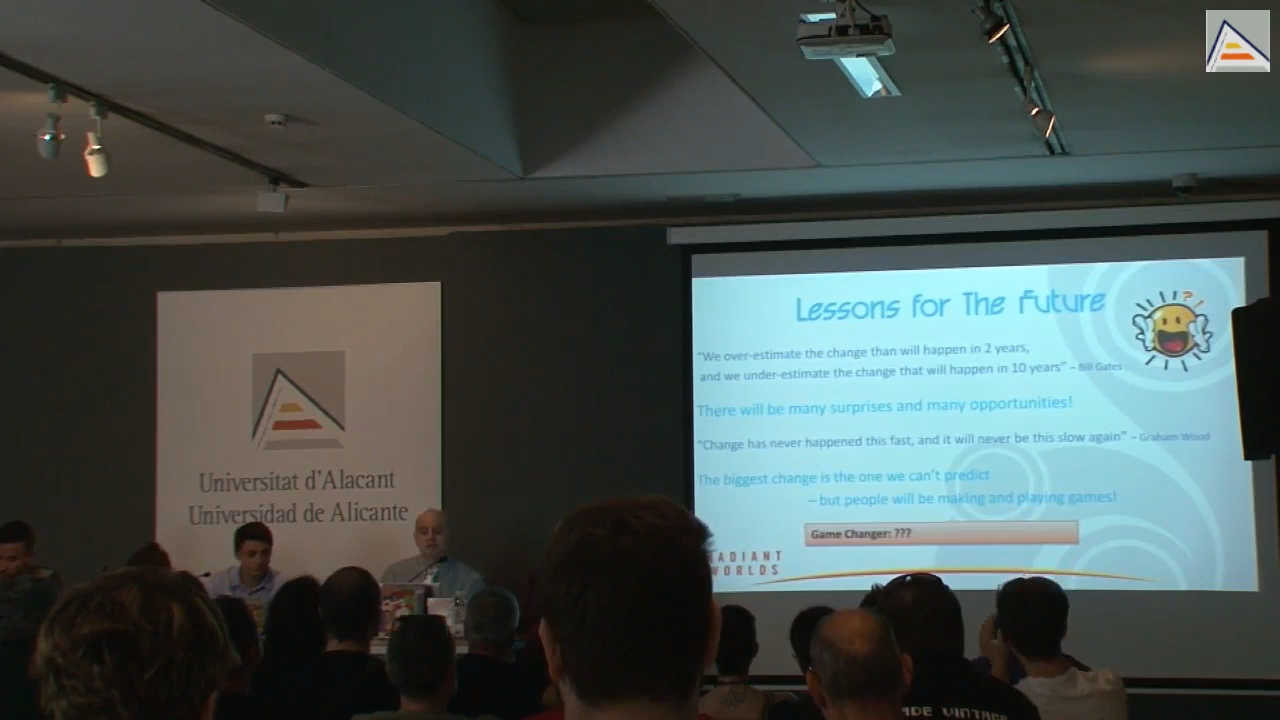 Universitat d'Alacant
Universidad de Alicante
Lessons for The Future
"We over-estimate the change than will happen in 2 years,
and we under-estimate the change that will happen in 10 years" – Bill Gates
There will be many surprises and many opportunities!
"Change has never happened this fast, and it will never be this slow again" – Graham Wood
The biggest change is the one we can't predict
– but people will be making and playing games!
Game Changer: ???
ADIANT
WORLDS
VINTAGE